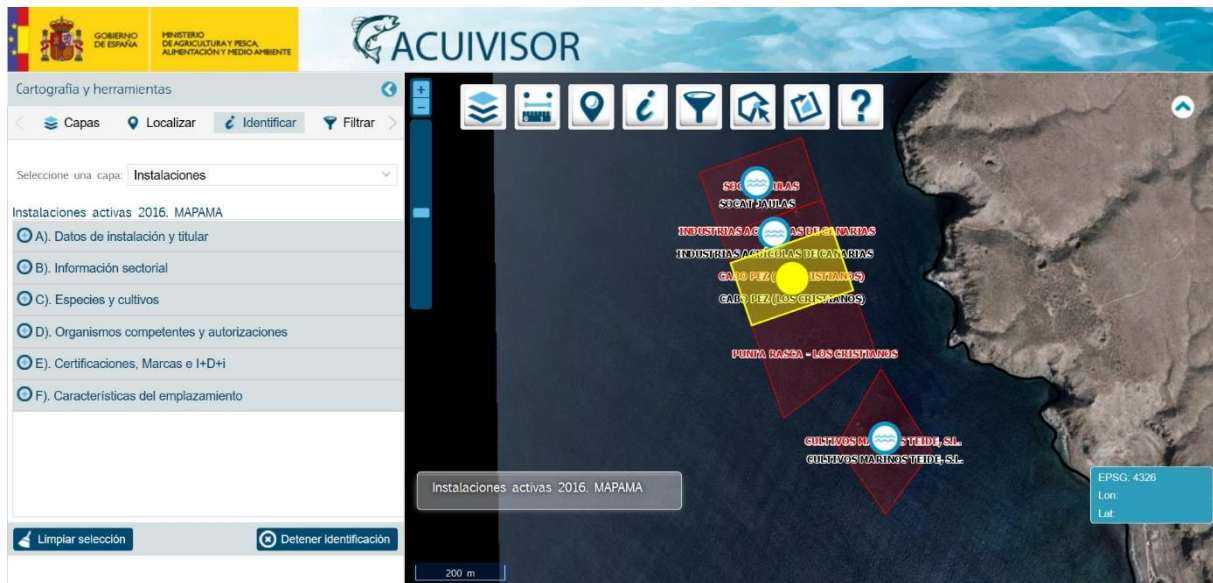 GOBIERNO
DE ESPAÑA
MINISTERIO
DE AGRICULTURA Y PESCA,
ALIMENTACIÓN Y MEDIO AMBIENTE
ACUIVISOR
Cartografía y herramientas
Capas
Localizar
Identificar
Filtrar
Seleccione una capa: Instalaciones
Instalaciones activas 2016. MAPAMA
A). Datos de instalación y titular
B). Información sectorial
C). Especies y cultivos
D). Organismos competentes y autorizaciones
E). Certificaciones, Marcas e I+D+i
F). Características del emplazamiento
Limpiar selección
Detener identificación
SOCAT JAULAS
INDUSTRIAS ACUÍCOLAS DE CANARIAS
CABO PEZ (LOS CRISTIANOS)
PUNTA RASCA - LOS CRISTIANOS
CULTIVOS MARINOS TEIDE, S.L.
Instalaciones activas 2016. MAPAMA
200 m
EPSG: 4326
Lon:
Lat: